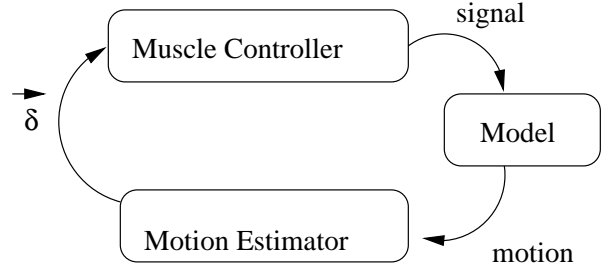 signal
Muscle Controller
δ
Model
Motion Estimator
motion